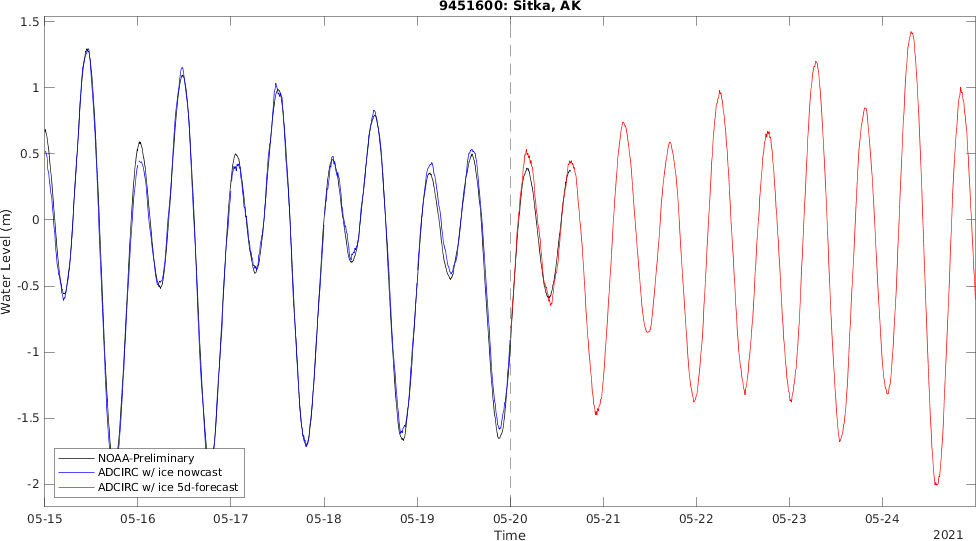 9451600: Sitka, AK
Water Level (m)
1.5
1
0.5
0
-0.5
-1
-1.5
-2
NOAA-Preliminary
ADCIRC w/ ice nowcast
ADCIRC w/ ice 5d-forecast
05-15 05-16 05-17 05-18 05-19 05-20 05-21 05-22 05-23 05-24
Time
2021